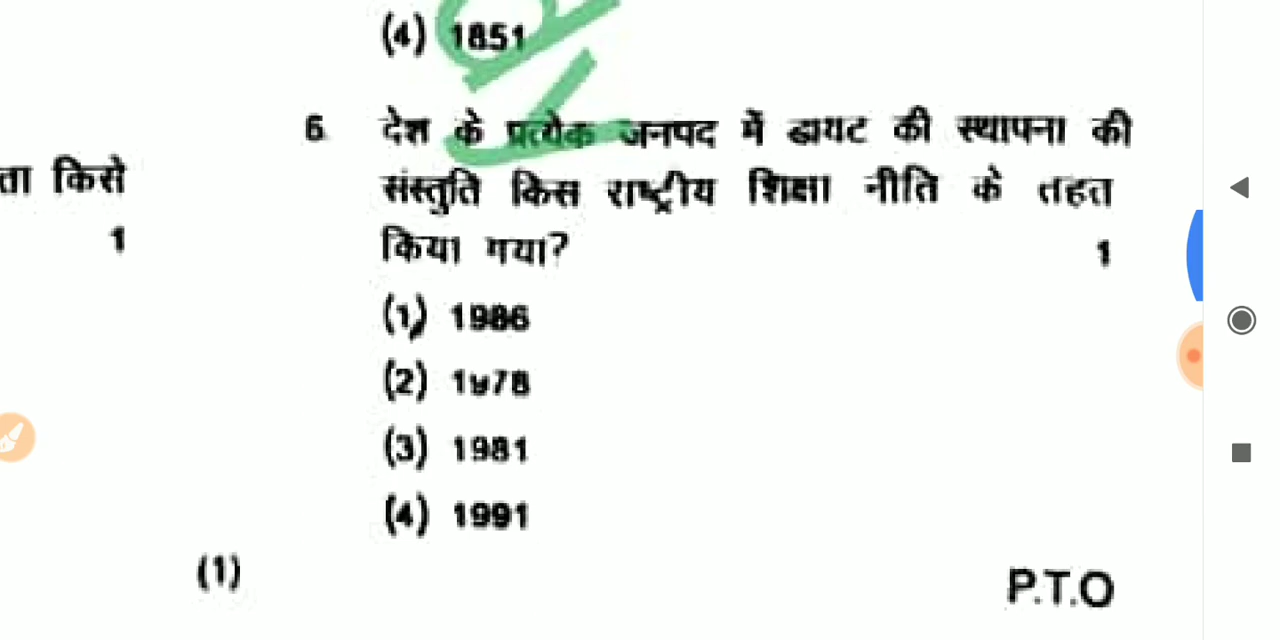 (4) 1851
6. देश के प्रत्येक जनपद में डायट की स्थापना की
ता किसे
संस्तुति किस राष्ट्रीय शिक्षा नीति के तहत
1
किया गया? 1
(1) 1986
(2) 1978
(3) 1981
(4) 1991
(1)
P.T.O